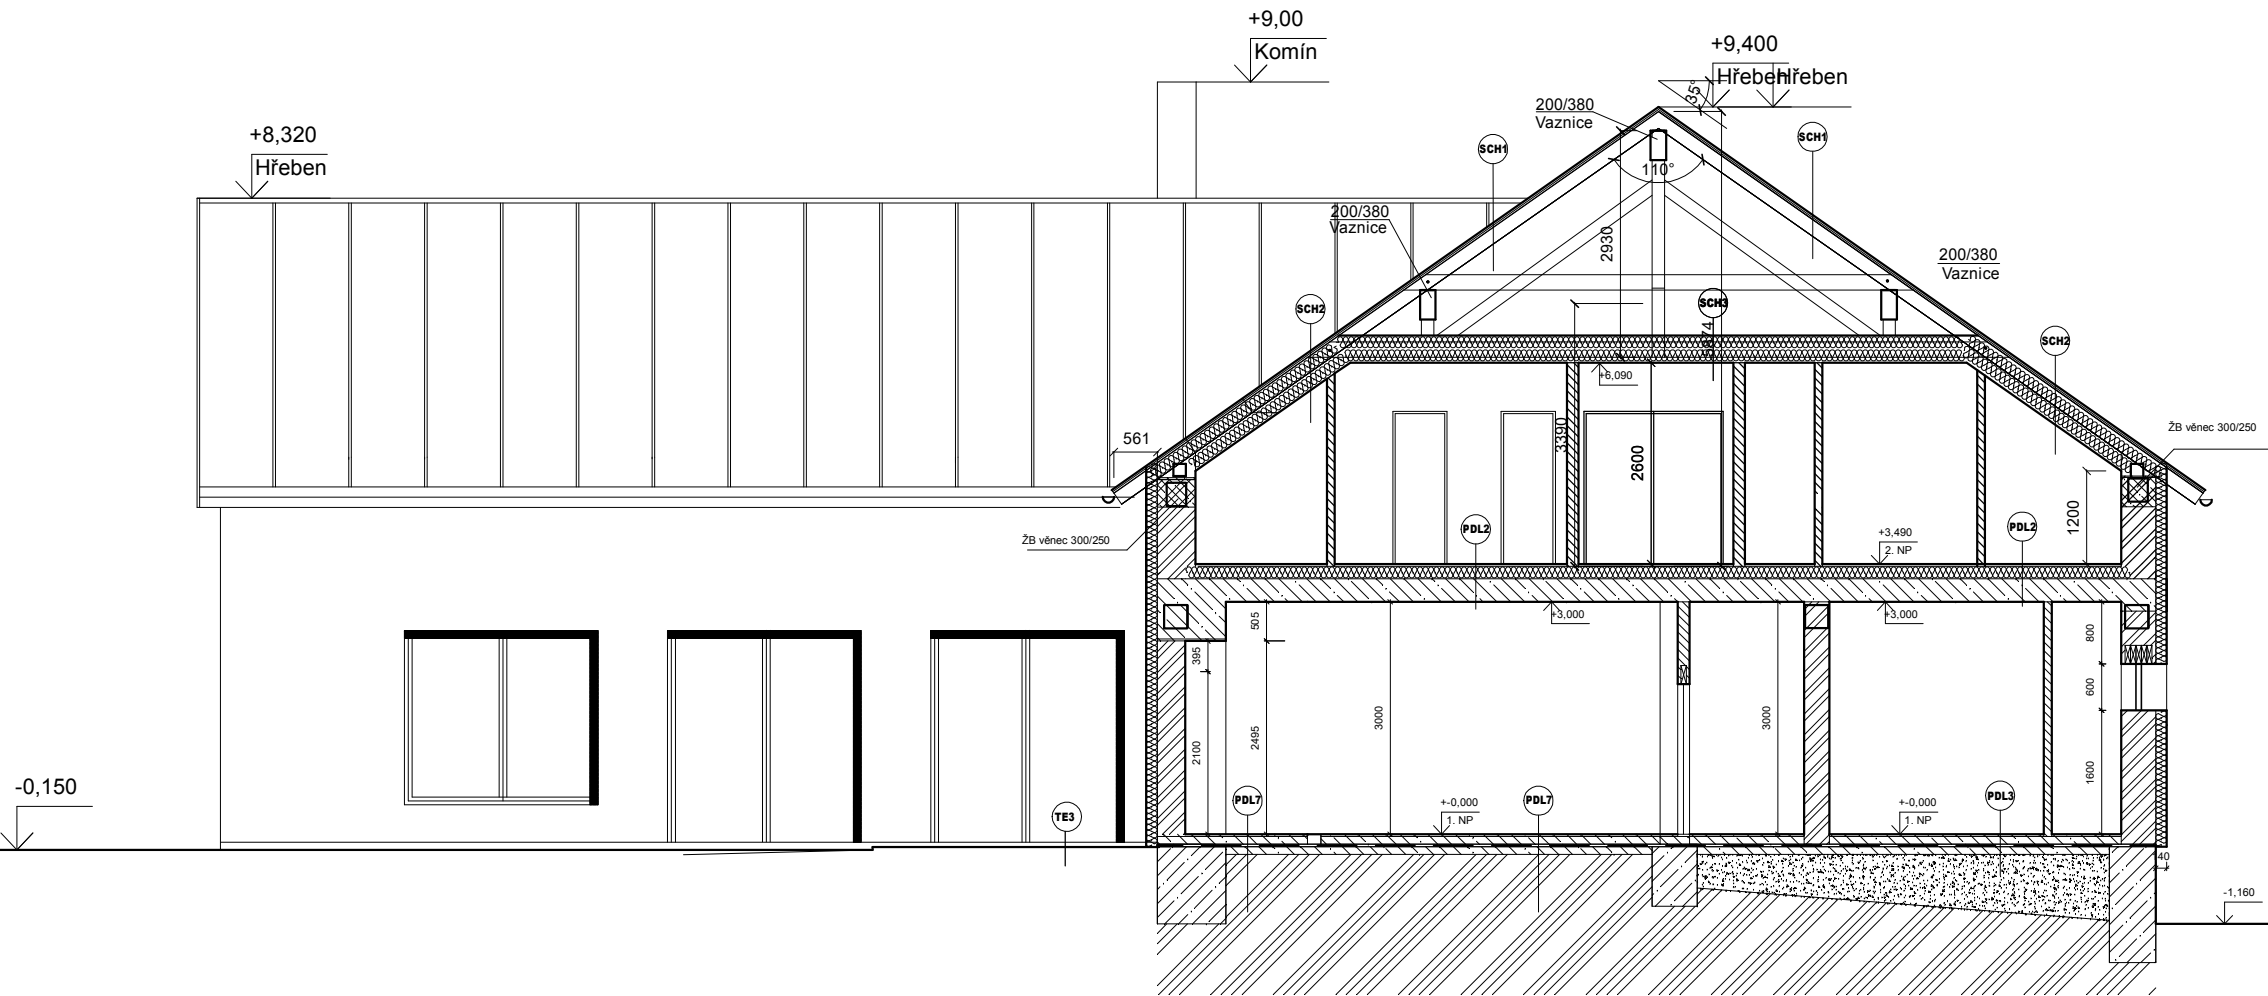 +9,00
Komín
+9,400
Hřeben
Hřeben
35°
200/380
Vaznice
+8,320
Hřeben
SCH1
SCH1
110°
200/380
Vaznice
2930
200/380
Vaznice
SCH2
SCH3
5874
SCH2
+6,090
561
3390
2600
ŽB věnec 300/250
1200
PDL2
PDL2
+3,490
2. NP
ŽB věnec 300/250
+3,000
+3,000
505
395
800
600
2495
2100
3000
3000
1600
-0,150
TE3
PDL7
PDL7
PDL3
+-0,000
1. NP
+-0,000
1. NP
40
-1,160